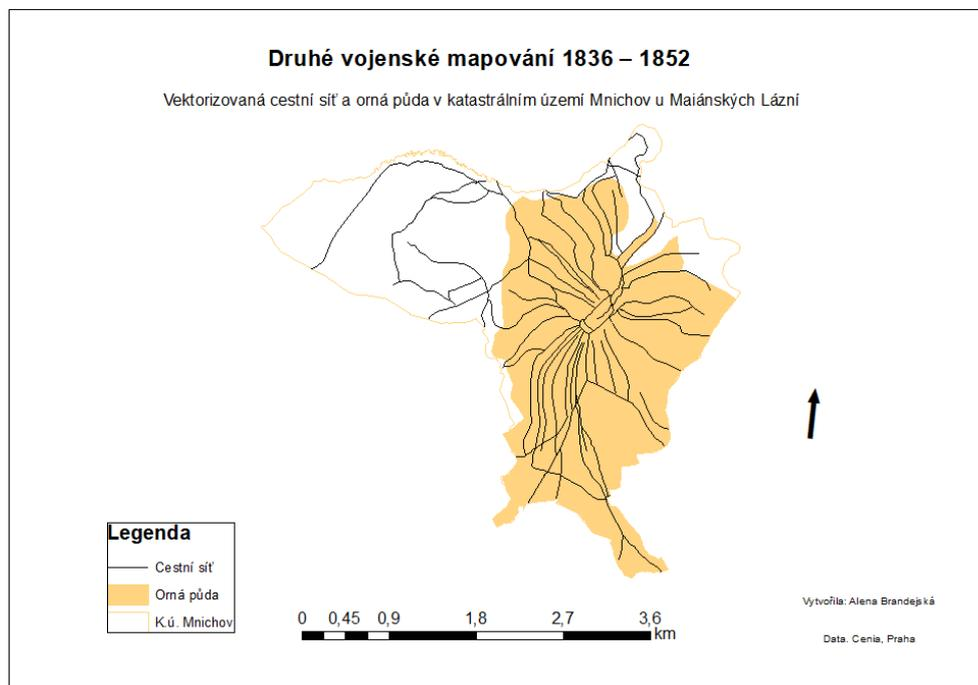 Druhé vojenské mapování 1836 – 1852
Vektorizovaná cestní síť a orná půda v katastrálním území Mnichov u Maiánských Lázní
Legenda
Cestní síť
Orná půda
K.ú. Mnichov
0 0,45 0,9 1,8 2,7 3,6
km
Vytvořila: Alena Brandejská
Data. Cenia, Praha